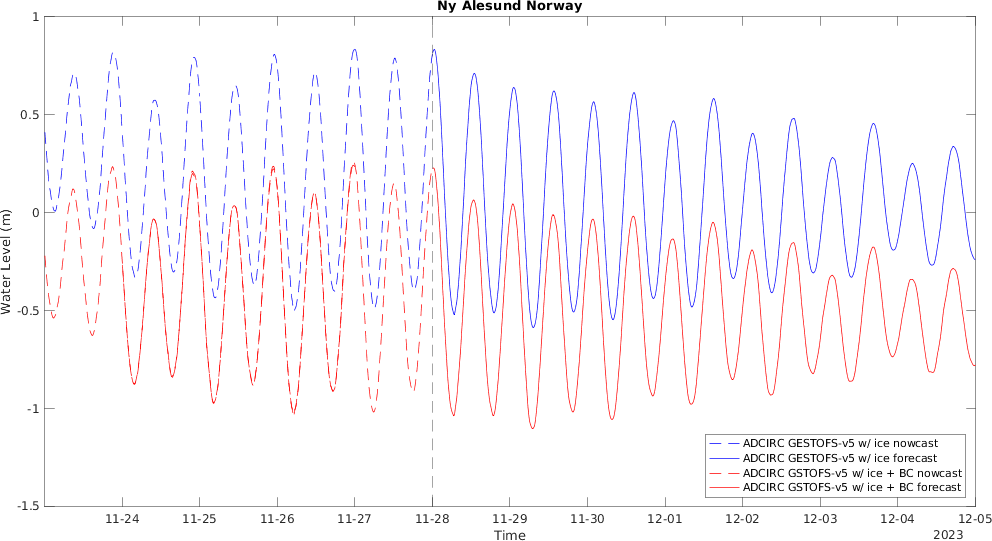 Ny Alesund Norway
Water Level (m)
1
0.5
0
-0.5
-1
-1.5
ADCIRC GESTOFS-v5 w/ ice nowcast
ADCIRC GESTOFS-v5 w/ ice forecast
ADCIRC GSTOFS-v5 w/ ice + BC nowcast
ADCIRC GSTOFS-v5 w/ ice + BC forecast
11-24 11-25 11-26 11-27 11-28 11-29 11-30 12-01 12-02 12-03 12-04 12-05
Time
2023